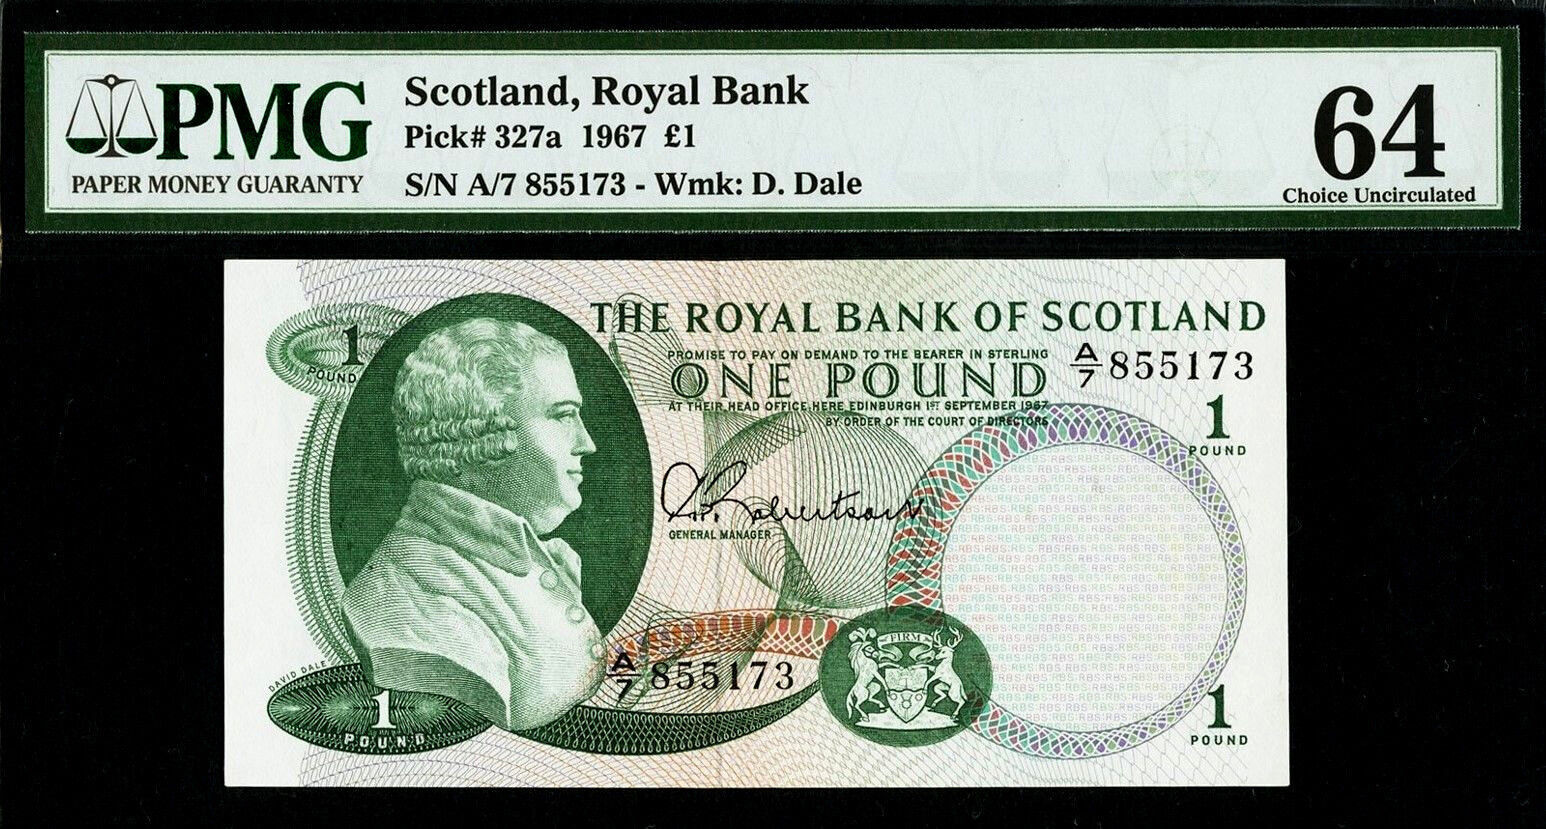 PMG
PAPER MONEY GUARANTY
Scotland, Royal Bank
Pick# 327a 1967 £1
S/N A/7 855173 - Wmk: D. Dale
64
Choice Uncirculated
THE ROYAL BANK OF SCOTLAND
1
POUND
PROMISE TO PAY ON DEMAND TO THE BEARER IN STERLING
A/7 855173
ONE POUND
AT THEIR HEAD OFFICE HERE EDINBURGH 1ST SEPTEMBER 1967
BY ORDER OF THE COURT OF DIRECTORS
1
POUND
Robertson
GENERAL MANAGER
FIRM
A/7 855173
DAVID DALE
1
POUND
1
POUND